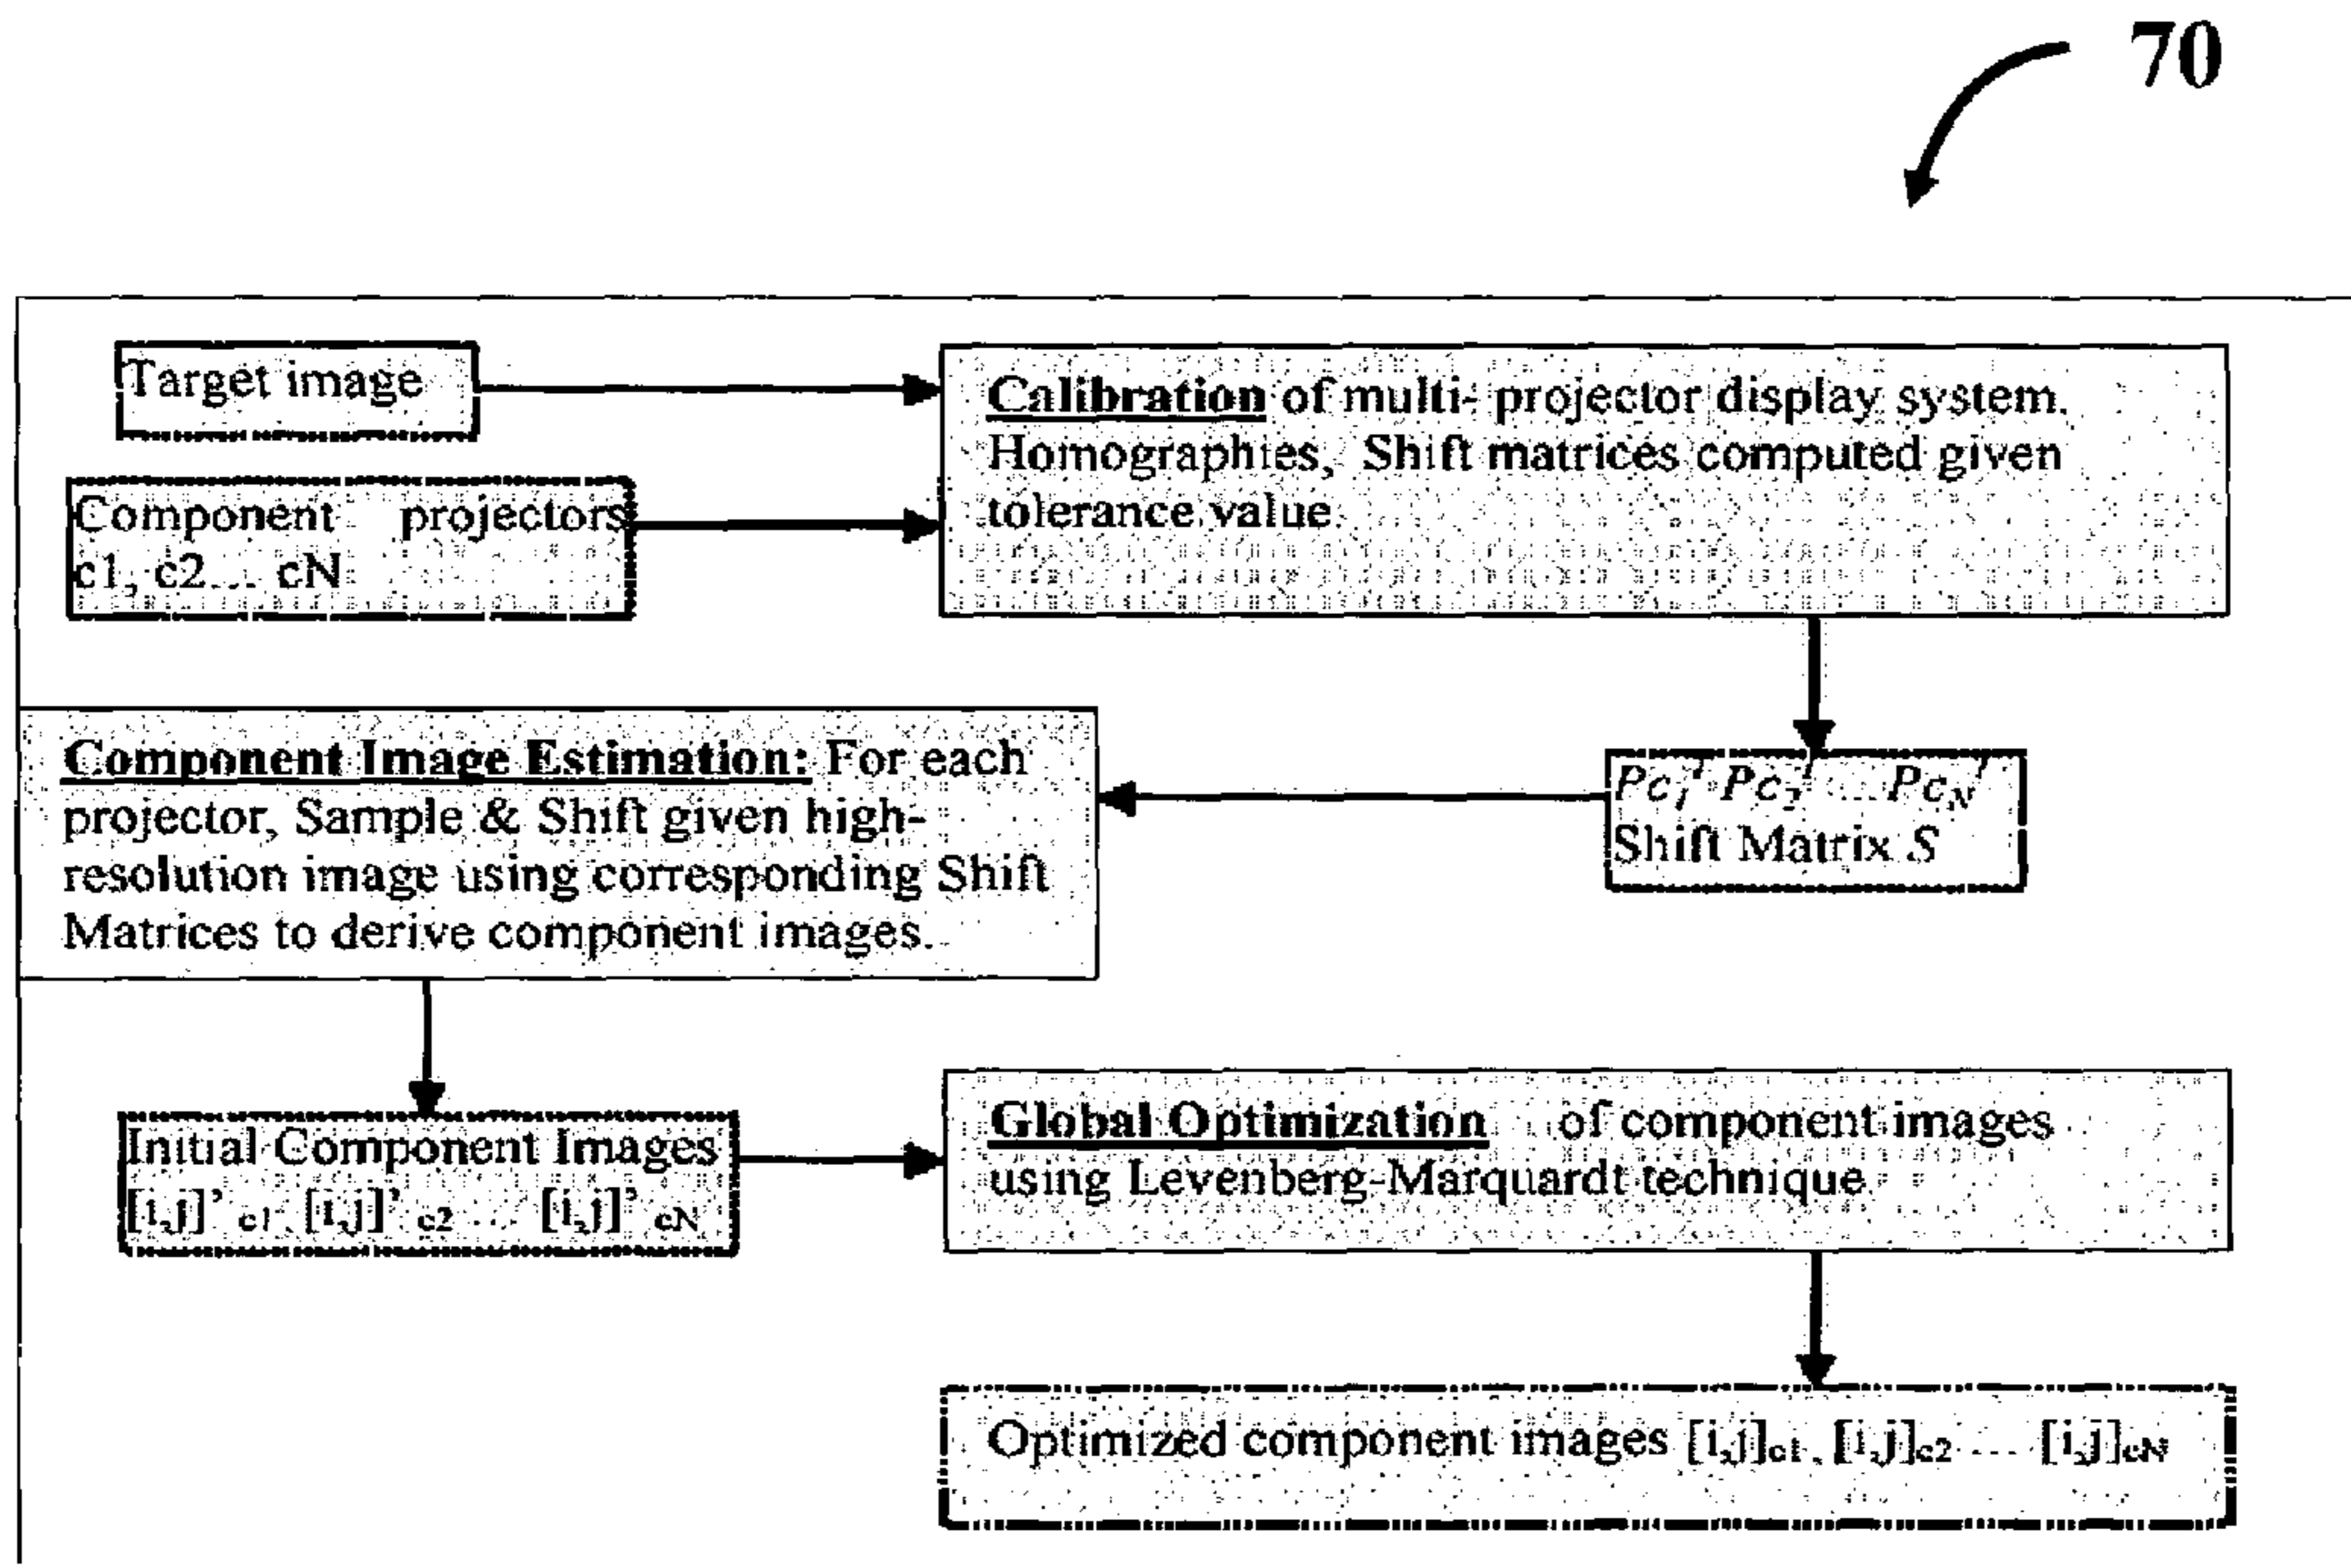 70
Target image
Component projectors
c1, c2... cN
Calibration of multi- projector display system.
Homographies, Shift matrices computed given
tolerance value.
Component Image Estimation: For each
projector, Sample & Shift given high-
resolution image using corresponding Shift
Matrices to derive component images.
Pc₁' Pc₂' ... Pc_N'
Shift Matrix S
Initial Component Images
[i,j]' c1, [i,j]' c2 ... [i,j]' cN
Global Optimization of component images
using Levenberg-Marquardt technique.
Optimized component images [i,j]c1, [i,j]c2 ... [i,j]cN